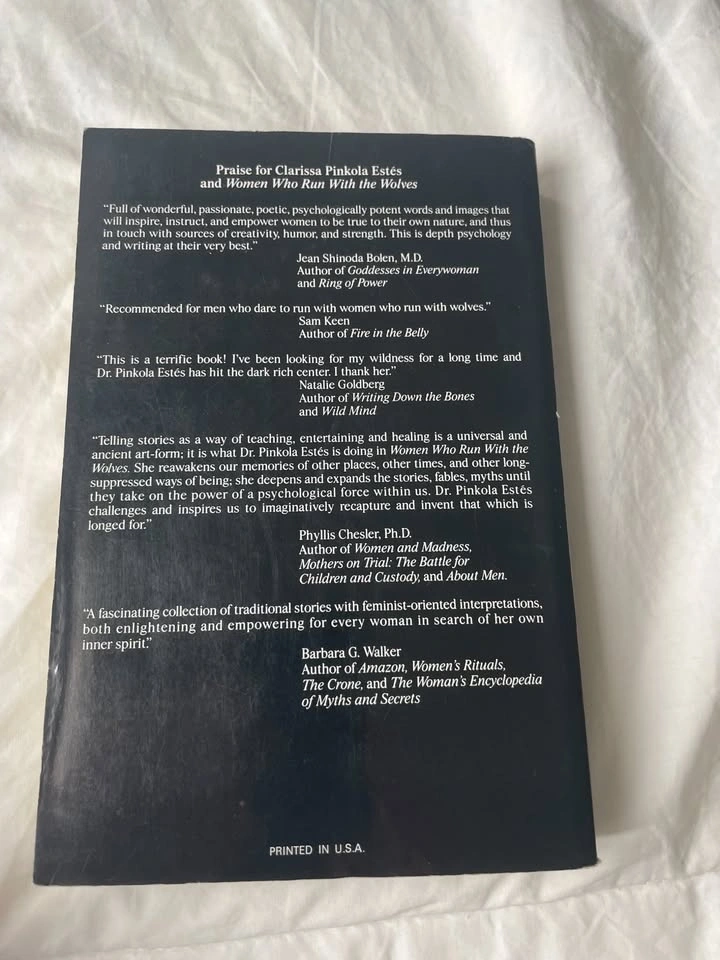 Praise for Clarissa Pinkola Estés
and Women Who Run With the Wolves
“Full of wonderful, passionate, poetic, psychologically potent words and images that
will inspire, instruct, and empower women to be true to their own nature, and thus
in touch with sources of creativity, humor, and strength. This is depth psychology
and writing at their very best.”
Jean Shinoda Bolen, M.D.
Author of Goddesses in Everywoman
and Ring of Power
“Recommended for men who dare to run with women who run with wolves.”
Sam Keen
Author of Fire in the Belly
“This is a terrific book! I've been looking for my wildness for a long time and
Dr. Pinkola Estés has hit the dark rich center. I thank her.”
Natalie Goldberg
Author of Writing Down the Bones
and Wild Mind
“Telling stories as a way of teaching, entertaining and healing is a universal and
ancient art-form; it is what Dr. Pinkola Estés is doing in Women Who Run With the
Wolves. She reawakens our memories of other places, other times, and other long-
suppressed ways of being; she deepens and expands the stories, fables, myths until
they take on the power of a psychological force within us. Dr. Pinkola Estés
challenges and inspires us to imaginatively recapture and invent that which is
longed for.”
Phyllis Chesler, Ph.D.
Author of Women and Madness,
Mothers on Trial: The Battle for
Children and Custody, and About Men.
“A fascinating collection of traditional stories with feminist-oriented interpretations,
both enlightening and empowering for every woman in search of her own
inner spirit.”
Barbara G. Walker
Author of Amazon, Women's Rituals,
The Crone, and The Woman's Encyclopedia
of Myths and Secrets
PRINTED IN U.S.A.